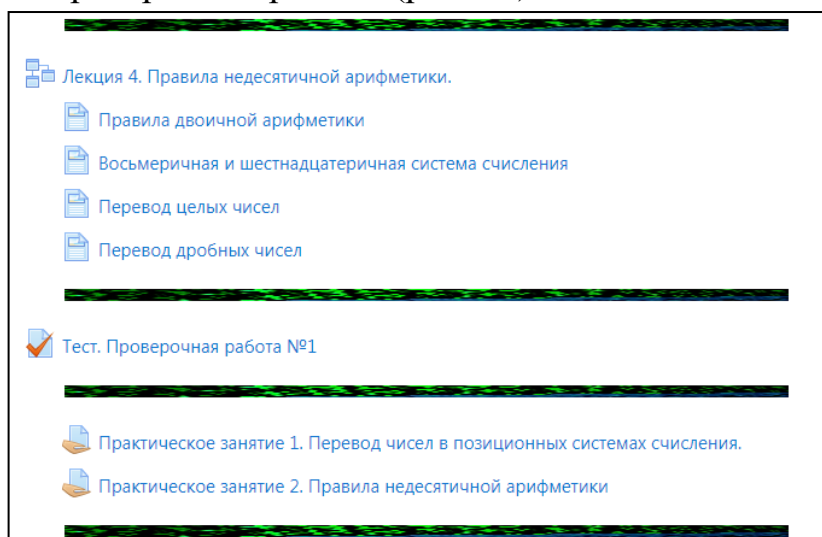 Лекция 4. Правила недесятичной арифметики.
Правила двоичной арифметики
Восьмеричная и шестнадцатеричная система счисления
Перевод целых чисел
Перевод дробных чисел
Тест. Проверочная работа №1
Практическое занятие 1. Перевод чисел в позиционных системах счисления.
Практическое занятие 2. Правила недесятичной арифметики